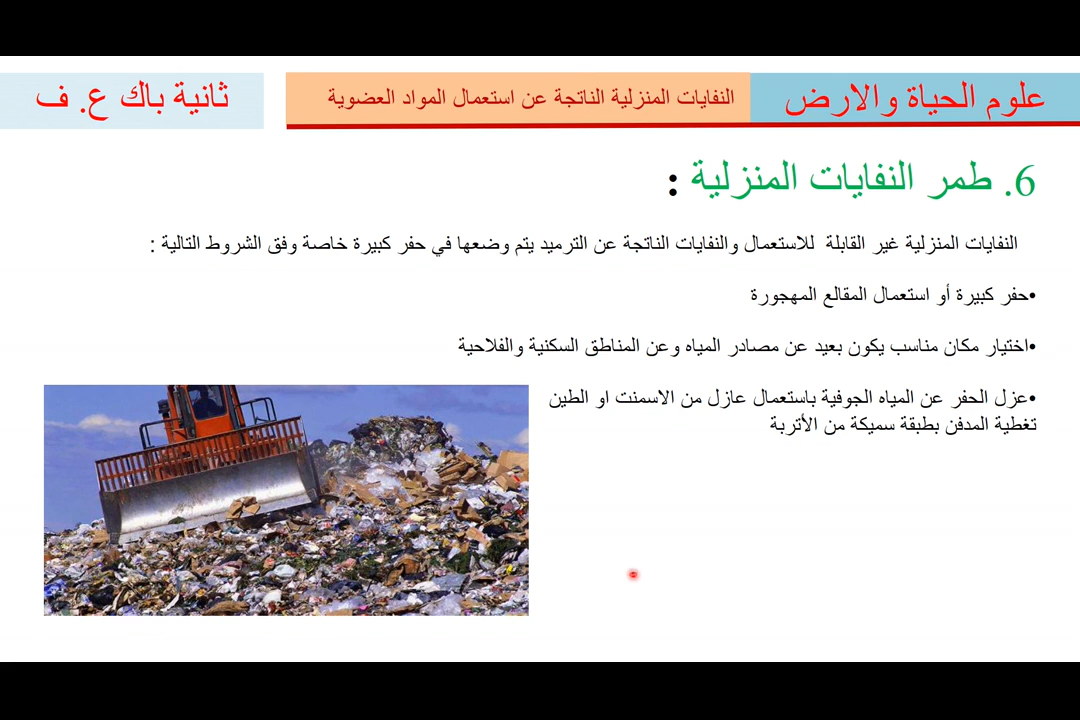 علوم الحياة والارض
النفايات المنزلية الناتجة عن استعمال المواد العضوية
ثانية باك ع. ف
6. طمر النفايات المنزلية :
النفايات المنزلية غير القابلة للاستعمال والنفايات الناتجة عن الترميد يتم وضعها في حفر كبيرة خاصة وفق الشروط التالية :
•حفر كبيرة أو استعمال المقالع المهجورة
•اختيار مكان مناسب يكون بعيد عن مصادر المياه وعن المناطق السكنية والفلاحية
•عزل الحفر عن المياه الجوفية باستعمال عازل من الاسمنت او الطين
تغطية المدفن بطبقة سميكة من الأتربة